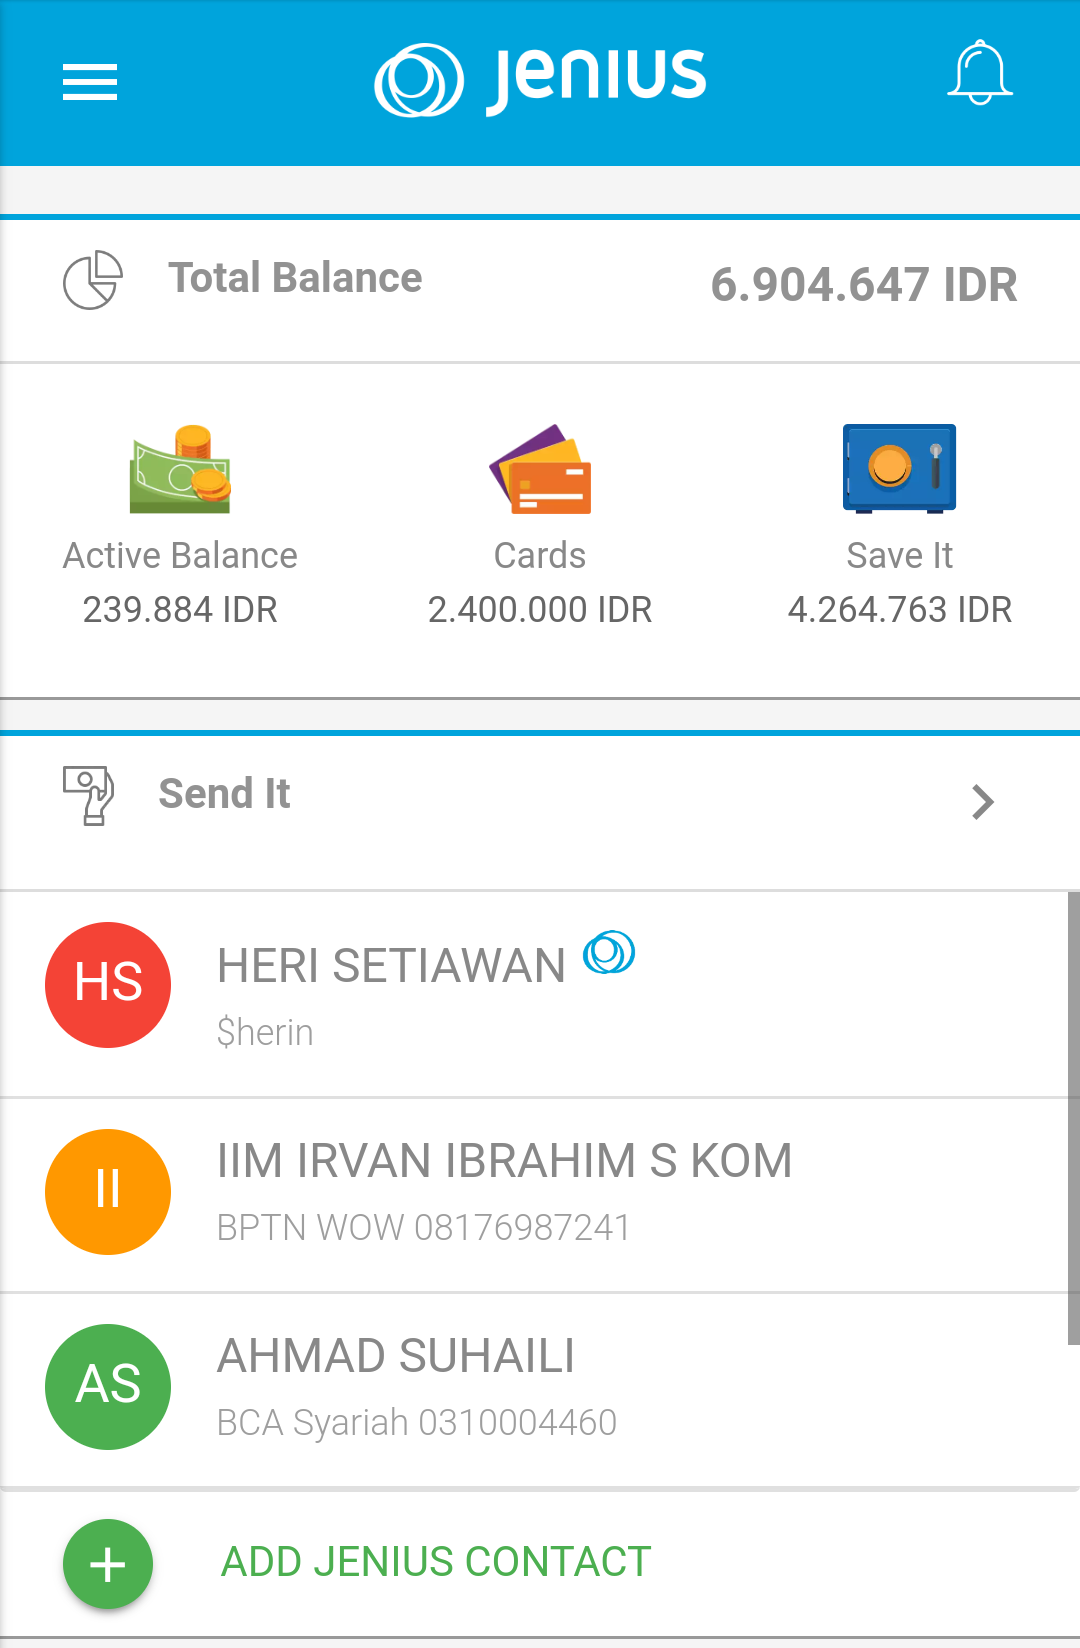 jenius
Total Balance
6.904.647 IDR
Active Balance
239.884 IDR
Cards
2.400.000 IDR
Save It
4.264.763 IDR
Send It
HS
HERI SETIAWAN
$herin
II
IIM IRVAN IBRAHIM S KOM
BPTN WOW 08176987241
AS
AHMAD SUHAILI
BCA Syariah 0310004460
+
ADD JENIUS CONTACT